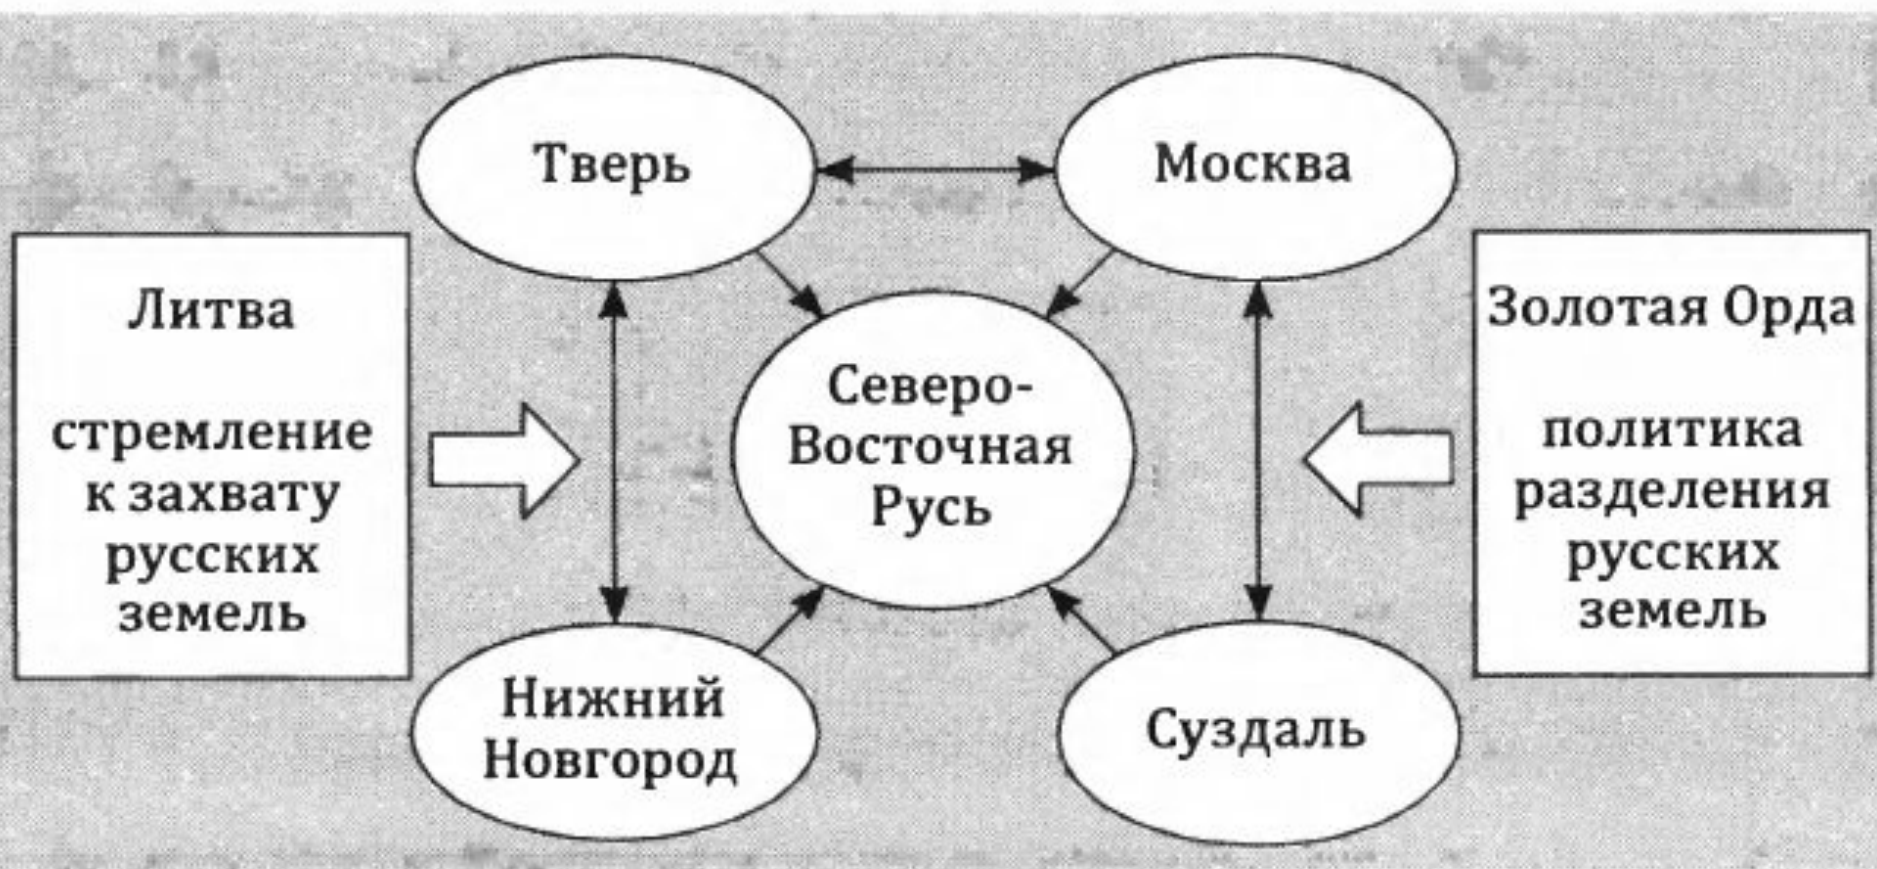 Тверь
Москва
Литва
стремление
к захвату
русских
земель
Северо-
Восточная
Русь
Золотая Орда
политика
разделения
русских
земель
Нижний
Новгород
Суздаль